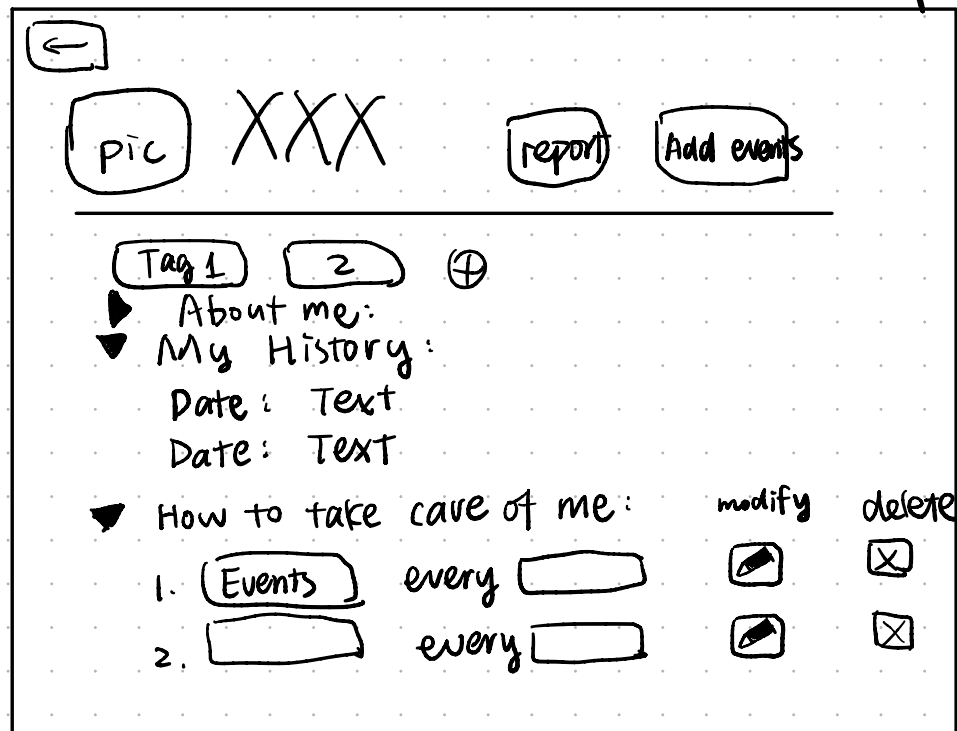 ←
pic XXX report Add events
Tag 1 2 +
About me:
My History:
Date: Text
Date: Text
How to take care of me: modify delete
1. Events every X
2. every X